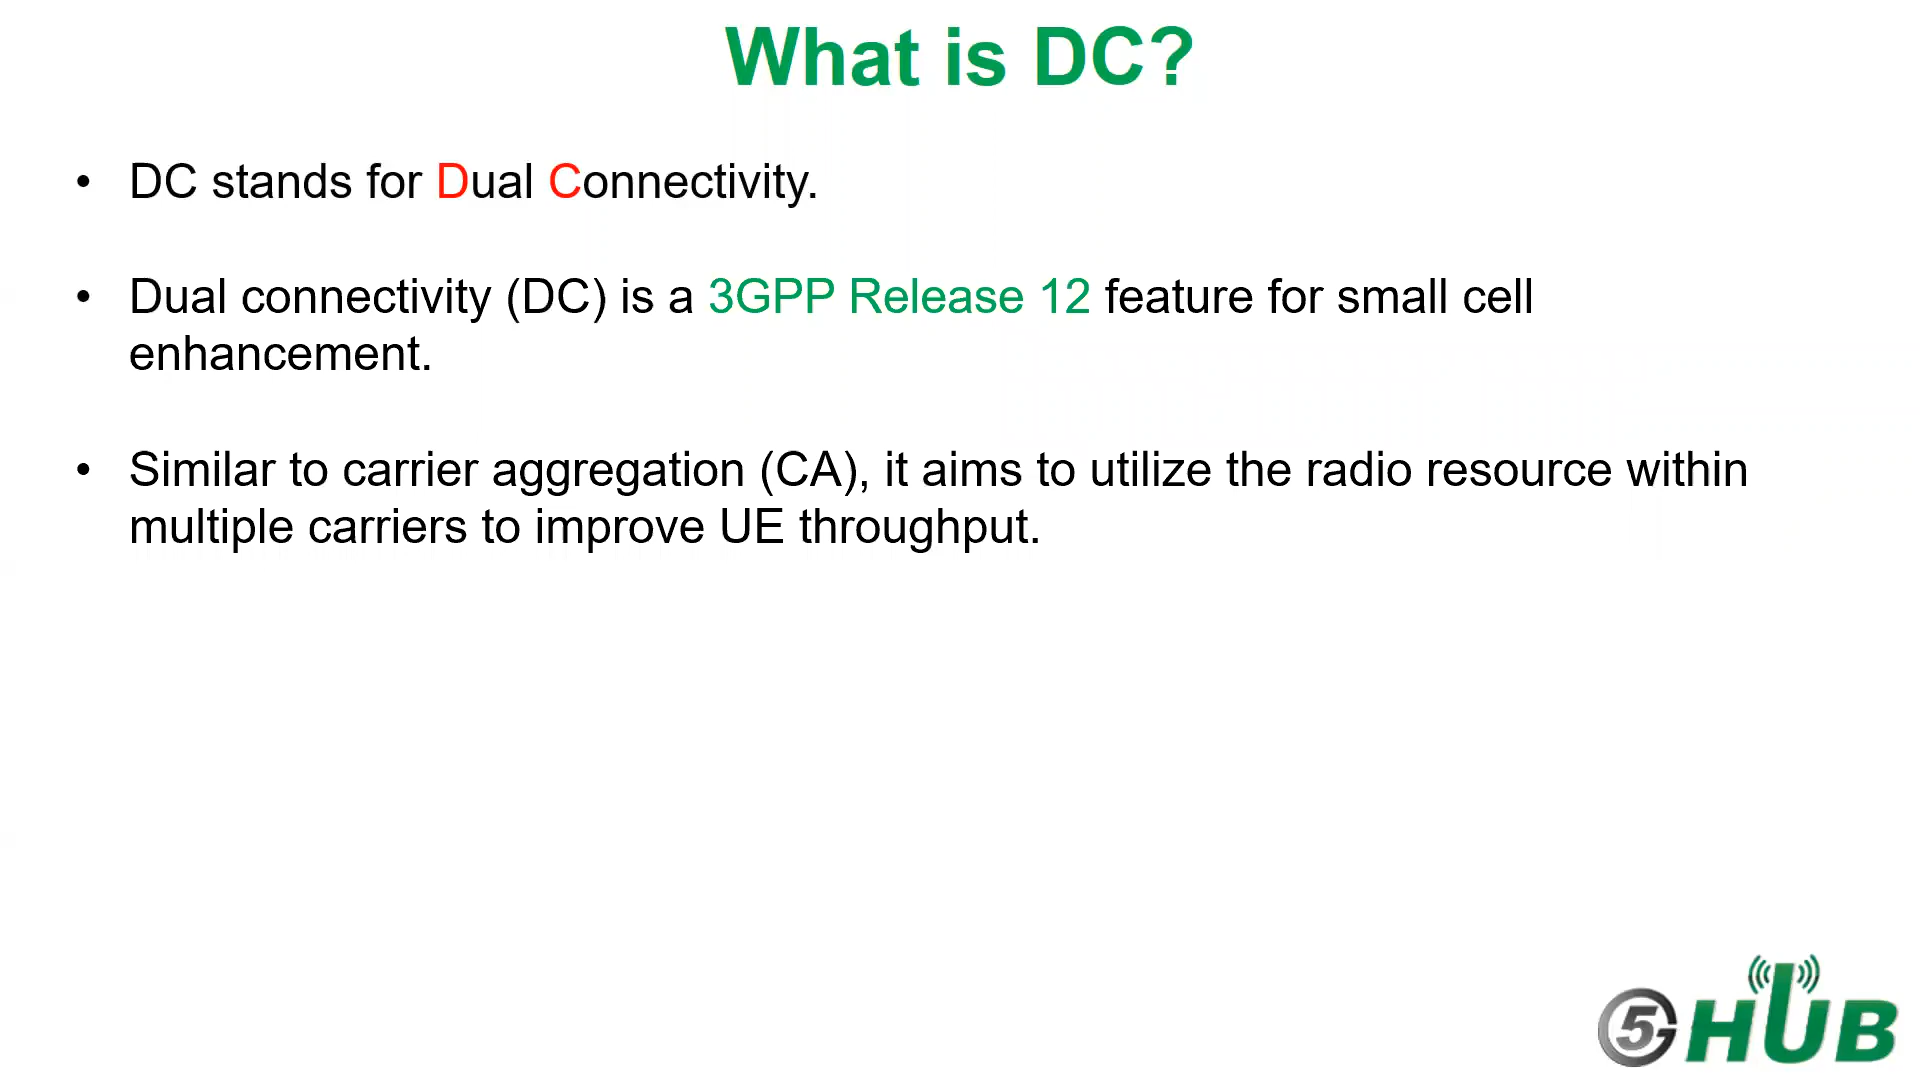 What is DC?
• DC stands for Dual Connectivity.
• Dual connectivity (DC) is a 3GPP Release 12 feature for small cell
enhancement.
• Similar to carrier aggregation (CA), it aims to utilize the radio resource within
multiple carriers to improve UE throughput.
5G HUB